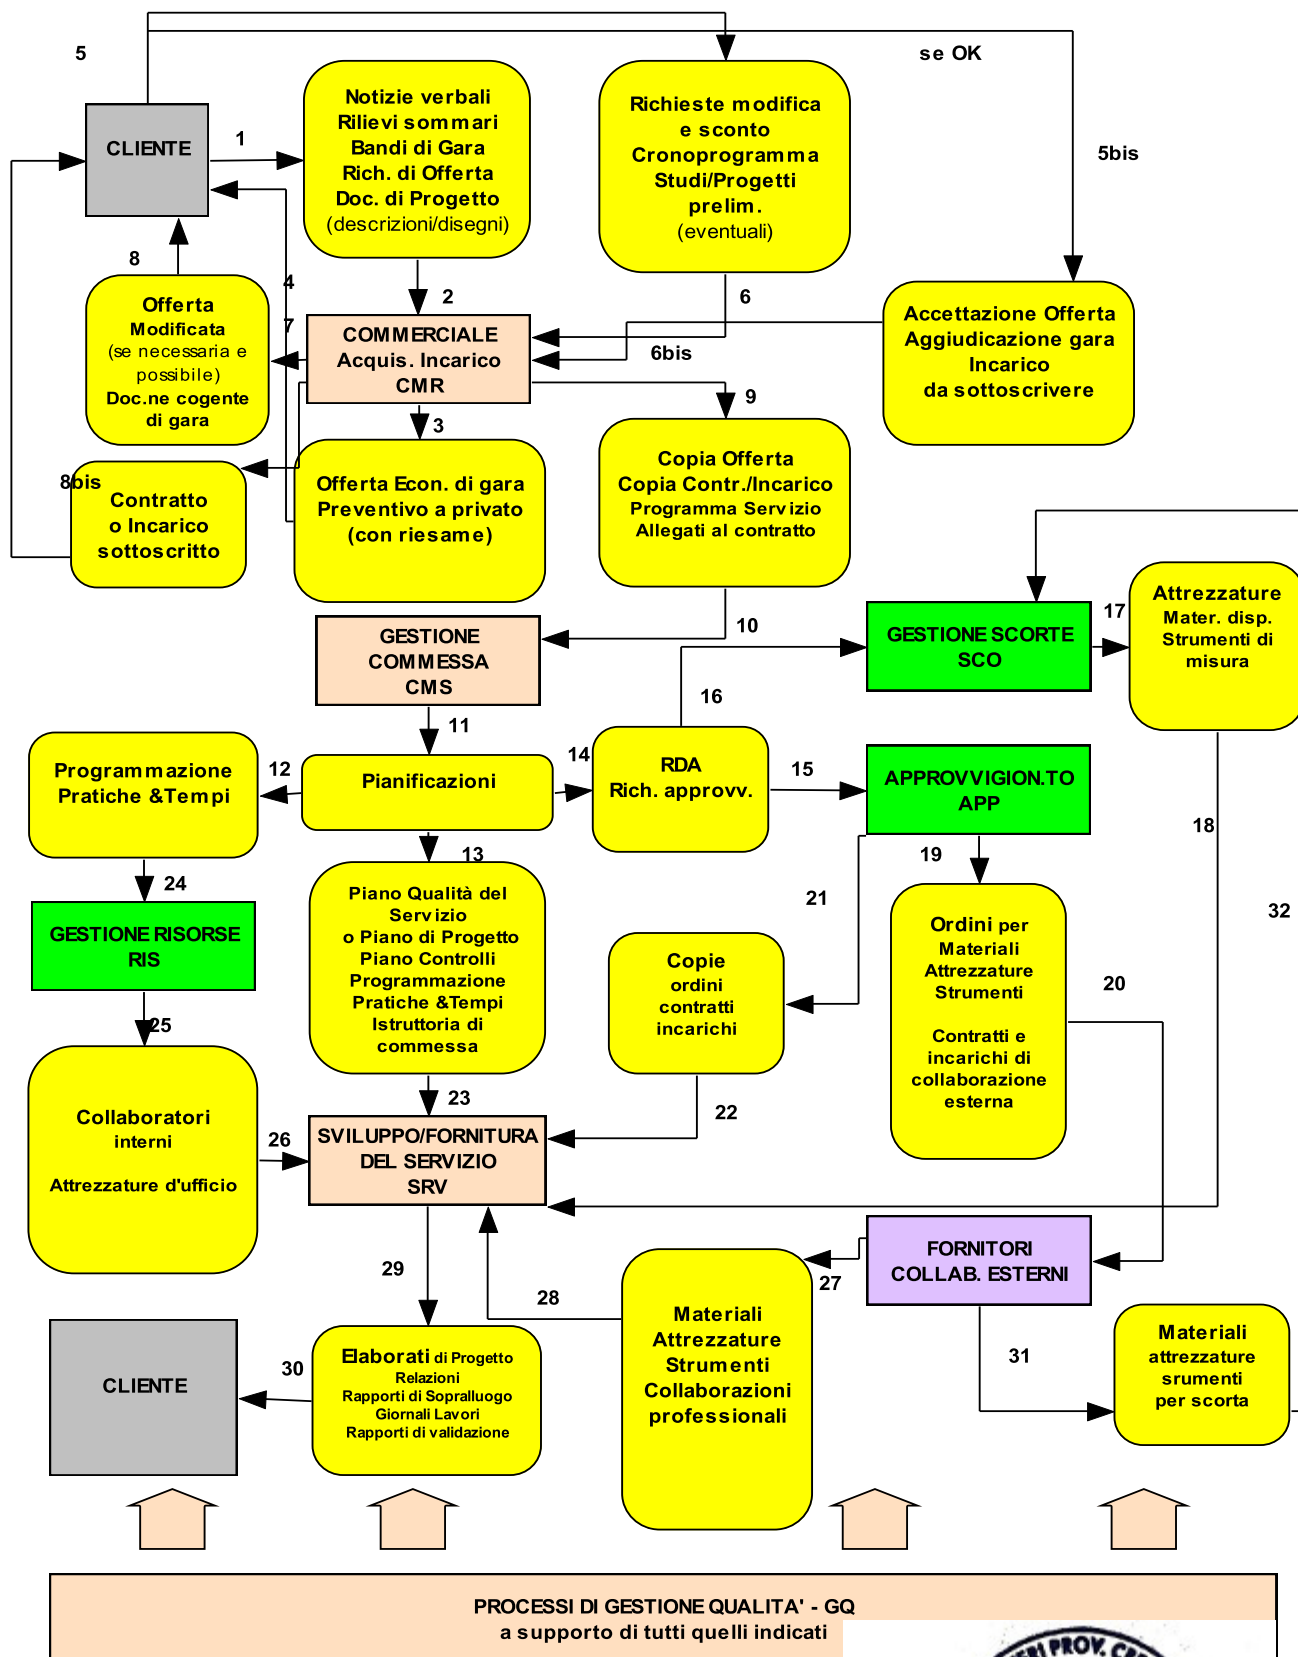 5
se OK
CLIENTE
1
Notizie verbali
Rilievi sommari
Bandi di Gara
Rich. di Offerta
Doc. di Progetto
(descrizioni/disegni)
Richieste modifica
e sconto
Cronoprogramma
Studi/Progetti
prelim.
(eventuali)
5bis
8
4
2
6
7
Offerta
Modificata
(se necessaria e
possibile)
Doc.ne cogente
di gara
COMMERCIALE
Acquis. Incarico
CMR
6bis
Accettazione Offerta
Aggiudicazione gara
Incarico
da sottoscrivere
3
9
8bis
Contratto
o Incarico
sottoscritto
Offerta Econ. di gara
Preventivo a privato
(con riesame)
Copia Offerta
Copia Contr./Incarico
Programma Servizio
Allegati al contratto
10
GESTIONE
COMMESSA
CMS
GESTIONE SCORTE
SCO
17
Attrezzature
Mater. disp.
Strumenti di
misura
16
11
12
14
15
Programmazione
Pratiche &Tempi
Pianificazioni
RDA
Rich. approvv.
APPROVVIGION.TO
APP
18
13
19
24
21
32
GESTIONE RISORSE
RIS
Piano Qualità del
Servizio
o Piano di Progetto
Piano Controlli
Programmazione
Pratiche &Tempi
Istruttoria di
commessa
Copie
ordini
contratti
incarichi
Ordini per
Materiali
Attrezzature
Strumenti
Contratti e
incarichi di
collaborazione
esterna
20
25
23
22
Collaboratori
interni
Attrezzature d'ufficio
26
SVILUPPO/FORNITURA
DEL SERVIZIO
SRV
29
28
27
FORNITORI
COLLAB. ESTERNI
31
CLIENTE
30
Elaborati di Progetto
Relazioni
Rapporti di Sopralluogo
Giornali Lavori
Rapporti di validazione
Materiali
Attrezzature
Strumenti
Collaborazioni
professionali
Materiali
attrezzature
srumenti
per scorta
PROCESSI DI GESTIONE QUALITA' - GQ
a supporto di tutti quelli indicati
PROV.